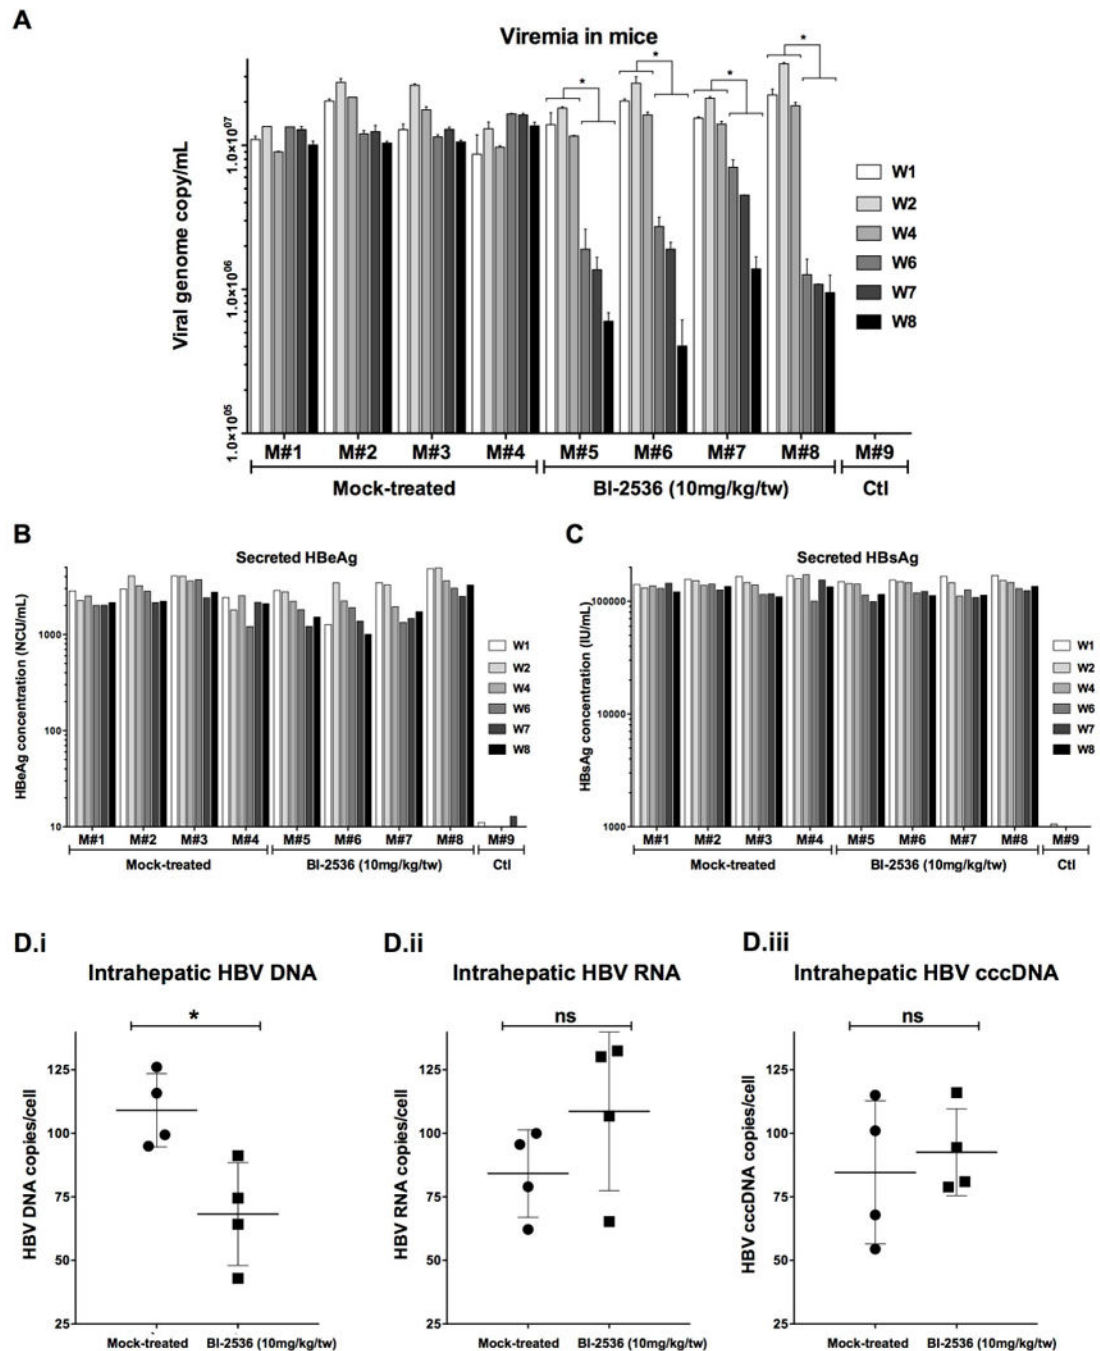 A
Viremia in mice
Viral genome copy/mL
1.0×10⁰⁷
1.0×10⁰⁶
1.0×10⁰⁵
* * * *
W1
W2
W4
W6
W7
W8
M#1 M#2 M#3 M#4 M#5 M#6 M#7 M#8 M#9
Mock-treated BI-2536 (10mg/kg/tw) Ctl
B
Secreted HBeAg
HBeAg concentration (NCU/mL)
1000
100
10
W1
W2
W4
W6
W7
W8
M#1 M#2 M#3 M#4 M#5 M#6 M#7 M#8 M#9
Mock-treated BI-2536 (10mg/kg/tw) Ctl
C
Secreted HBsAg
HBsAg concentration (IU/mL)
100000
10000
1000
W1
W2
W4
W6
W7
W8
M#1 M#2 M#3 M#4 M#5 M#6 M#7 M#8 M#9
Mock-treated BI-2536 (10mg/kg/tw) Ctl
D.i
Intrahepatic HBV DNA
*
HBV DNA copies/cell
125
100
75
50
25
Mock-treated BI-2536 (10mg/kg/tw)
D.ii
Intrahepatic HBV RNA
ns
HBV RNA copies/cell
125
100
75
50
25
Mock-treated BI-2536 (10mg/kg/tw)
D.iii
Intrahepatic HBV cccDNA
ns
HBV cccDNA copies/cell
125
100
75
50
25
Mock-treated BI-2536 (10mg/kg/tw)